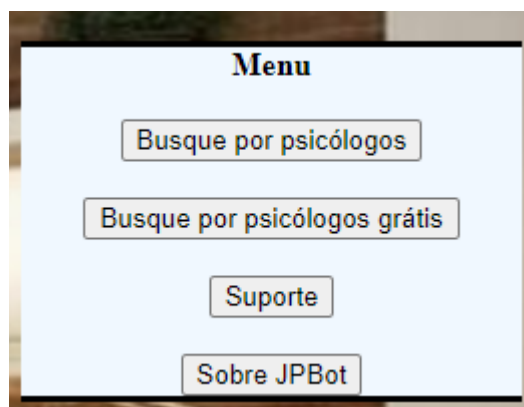 Menu
Busque por psicólogos
Busque por psicólogos grátis
Suporte
Sobre JPBot